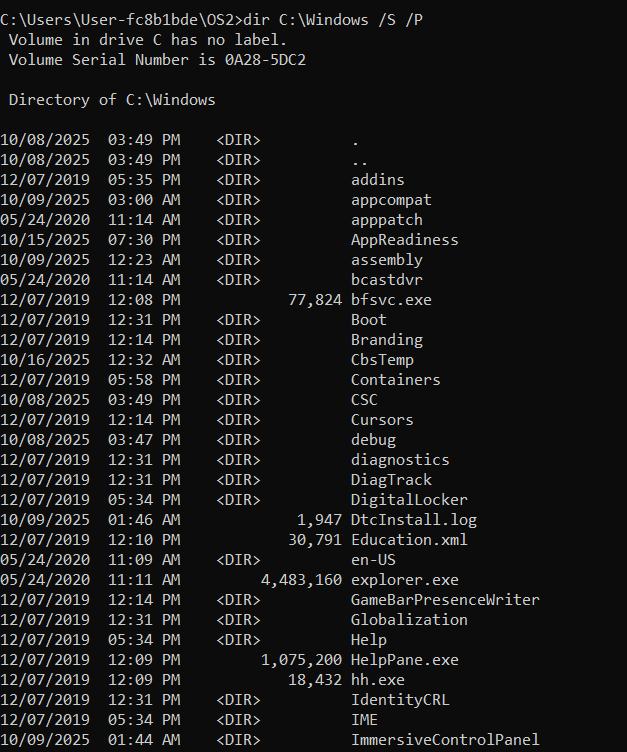 C:\Users\User-fc8b1bde\OS2>dir C:\Windows /S /P
 Volume in drive C has no label.
 Volume Serial Number is 0A28-5DC2

 Directory of C:\Windows

10/08/2025  03:49 PM    <DIR>          .
10/08/2025  03:49 PM    <DIR>          ..
12/07/2019  05:35 PM    <DIR>          addins
10/09/2025  03:00 AM    <DIR>          appcompat
05/24/2020  11:14 AM    <DIR>          apppatch
10/15/2025  07:30 PM    <DIR>          AppReadiness
10/09/2025  12:23 AM    <DIR>          assembly
05/24/2020  11:14 AM    <DIR>          bcastdvr
12/07/2019  12:08 PM            77,824 bfsvc.exe
12/07/2019  12:31 PM    <DIR>          Boot
12/07/2019  12:14 PM    <DIR>          Branding
10/16/2025  12:32 AM    <DIR>          CbsTemp
12/07/2019  05:58 PM    <DIR>          Containers
10/08/2025  03:49 PM    <DIR>          CSC
12/07/2019  12:14 PM    <DIR>          Cursors
10/08/2025  03:47 PM    <DIR>          debug
12/07/2019  12:31 PM    <DIR>          diagnostics
12/07/2019  12:31 PM    <DIR>          DiagTrack
12/07/2019  05:34 PM    <DIR>          DigitalLocker
10/09/2025  01:46 AM             1,947 DtcInstall.log
12/07/2019  12:10 PM            30,791 Education.xml
05/24/2020  11:09 AM    <DIR>          en-US
05/24/2020  11:11 AM         4,483,160 explorer.exe
12/07/2019  12:14 PM    <DIR>          GameBarPresenceWriter
12/07/2019  12:31 PM    <DIR>          Globalization
12/07/2019  05:34 PM    <DIR>          Help
12/07/2019  12:09 PM         1,075,200 HelpPane.exe
12/07/2019  12:09 PM            18,432 hh.exe
12/07/2019  12:31 PM    <DIR>          IdentityCRL
12/07/2019  05:34 PM    <DIR>          IME
10/09/2025  01:44 AM    <DIR>          ImmersiveControlPanel